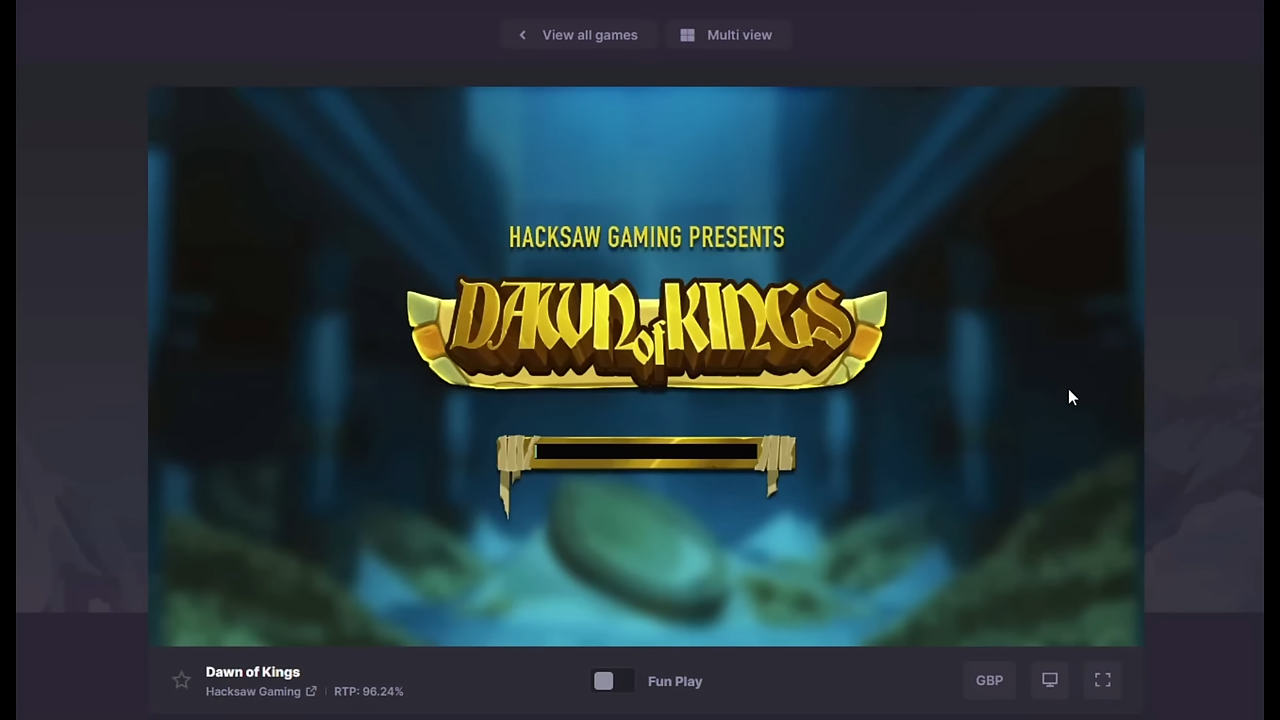 View all games
Multi view
HACKSAW GAMING PRESENTS
DAWN of KINGS
Dawn of Kings
Hacksaw Gaming | RTP: 96.24%
Fun Play
GBP